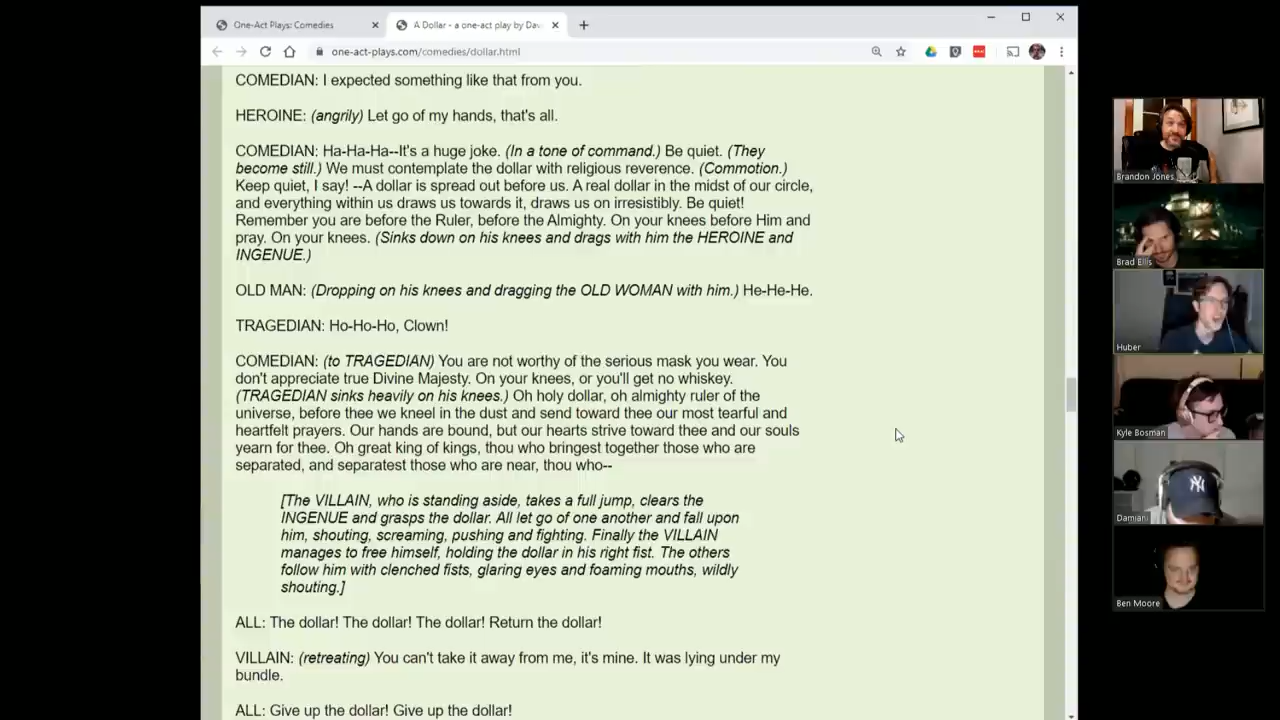 One-Act Plays: Comedies
A Dollar - a one-act play by Dav
one-act-plays.com/comedies/dollar.html
COMEDIAN: I expected something like that from you.
HEROINE: (angrily) Let go of my hands, that's all.
COMEDIAN: Ha-Ha-Ha--It's a huge joke. (In a tone of command.) Be quiet. (They
become still.) We must contemplate the dollar with religious reverence. (Commotion.)
Keep quiet, I say! --A dollar is spread out before us. A real dollar in the midst of our circle,
and everything within us draws us towards it, draws us on irresistibly. Be quiet!
Remember you are before the Ruler, before the Almighty. On your knees before Him and
pray. On your knees. (Sinks down on his knees and drags with him the HEROINE and
INGENUE.)
OLD MAN: (Dropping on his knees and dragging the OLD WOMAN with him.) He-He-He.
TRAGEDIAN: Ho-Ho-Ho, Clown!
COMEDIAN: (to TRAGEDIAN) You are not worthy of the serious mask you wear. You
don't appreciate true Divine Majesty. On your knees, or you'll get no whiskey.
(TRAGEDIAN sinks heavily on his knees.) Oh holy dollar, oh almighty ruler of the
universe, before thee we kneel in the dust and send toward thee our most tearful and
heartfelt prayers. Our hands are bound, but our hearts strive toward thee and our souls
yearn for thee. Oh great king of kings, thou who bringest together those who are
separated, and separatest those who are near, thou who--
[The VILLAIN, who is standing aside, takes a full jump, clears the
INGENUE and grasps the dollar. All let go of one another and fall upon
him, shouting, screaming, pushing and fighting. Finally the VILLAIN
manages to free himself, holding the dollar in his right fist. The others
follow him with clenched fists, glaring eyes and foaming mouths, wildly
shouting.]
ALL: The dollar! The dollar! The dollar! Return the dollar!
VILLAIN: (retreating) You can't take it away from me, it's mine. It was lying under my
bundle.
ALL: Give up the dollar! Give up the dollar!
Brandon Jones
Brad Ellis
Huber
Kyle Bosman
Damiani
Ben Moore